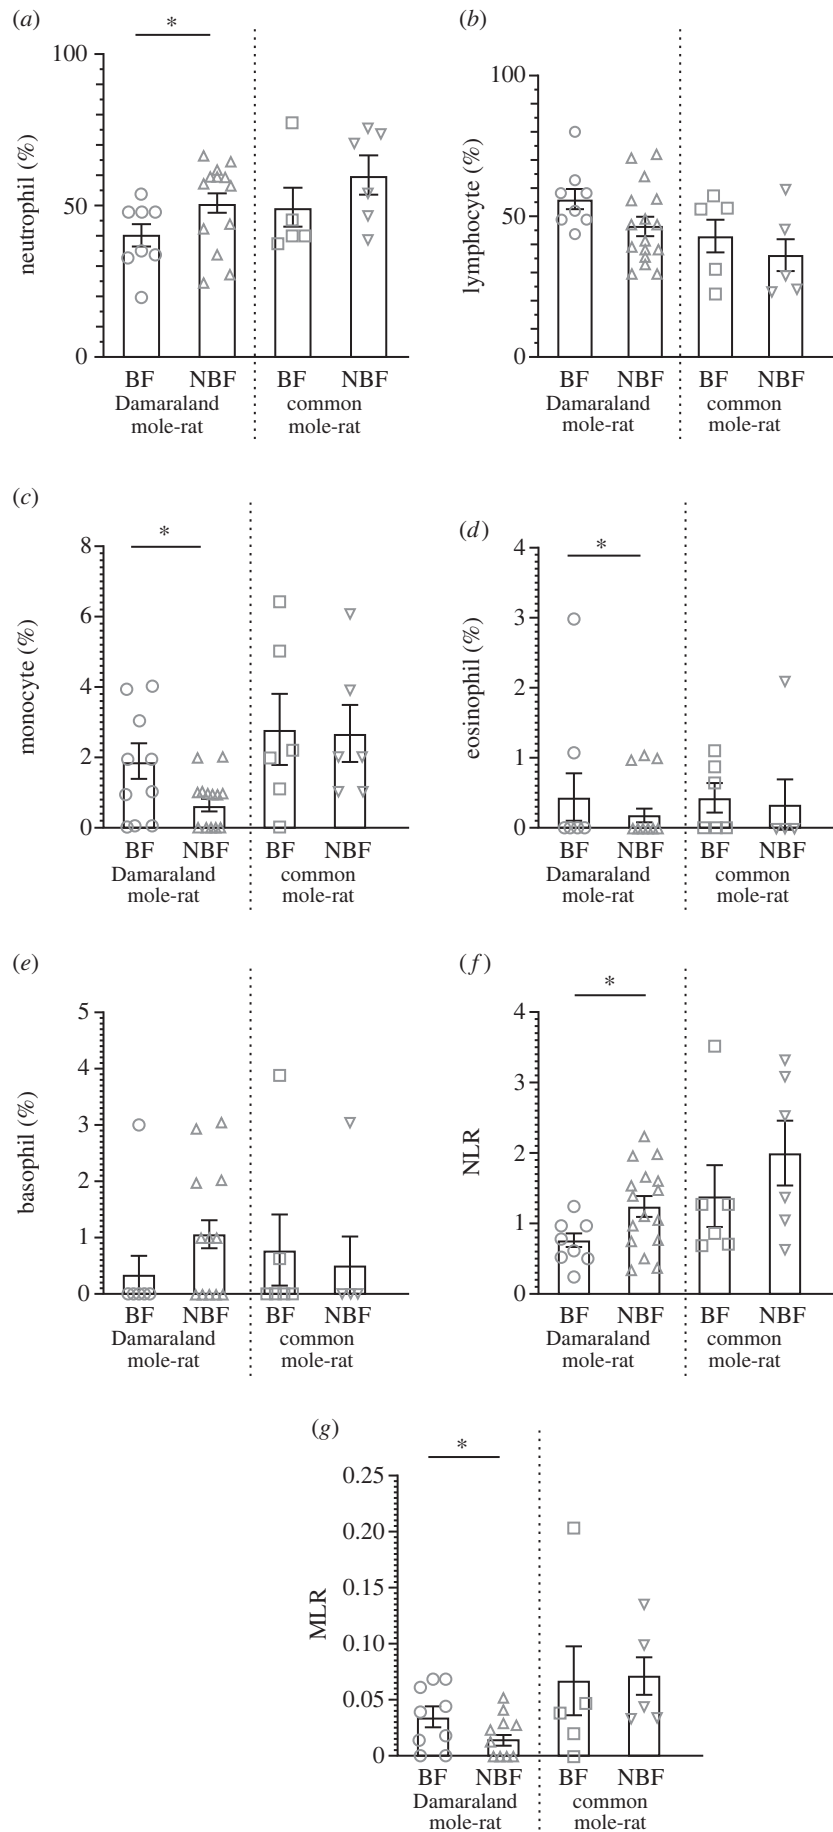 (a)
*
100
50
0
neutrophil (%)
BF NBF BF NBF
Damaraland common
mole-rat mole-rat
(b)
100
50
0
lymphocyte (%)
BF NBF BF NBF
Damaraland common
mole-rat mole-rat
(c)
*
8
6
4
2
0
monocyte (%)
BF NBF BF NBF
Damaraland common
mole-rat mole-rat
(d)
*
4
3
2
1
0
eosinophil (%)
BF NBF BF NBF
Damaraland common
mole-rat mole-rat
(e)
5
4
3
2
1
0
basophil (%)
BF NBF BF NBF
Damaraland common
mole-rat mole-rat
(f)
*
4
3
2
1
0
NLR
BF NBF BF NBF
Damaraland common
mole-rat mole-rat
(g)
*
0.25
0.20
0.15
0.10
0.05
0
MLR
BF NBF BF NBF
Damaraland common
mole-rat mole-rat